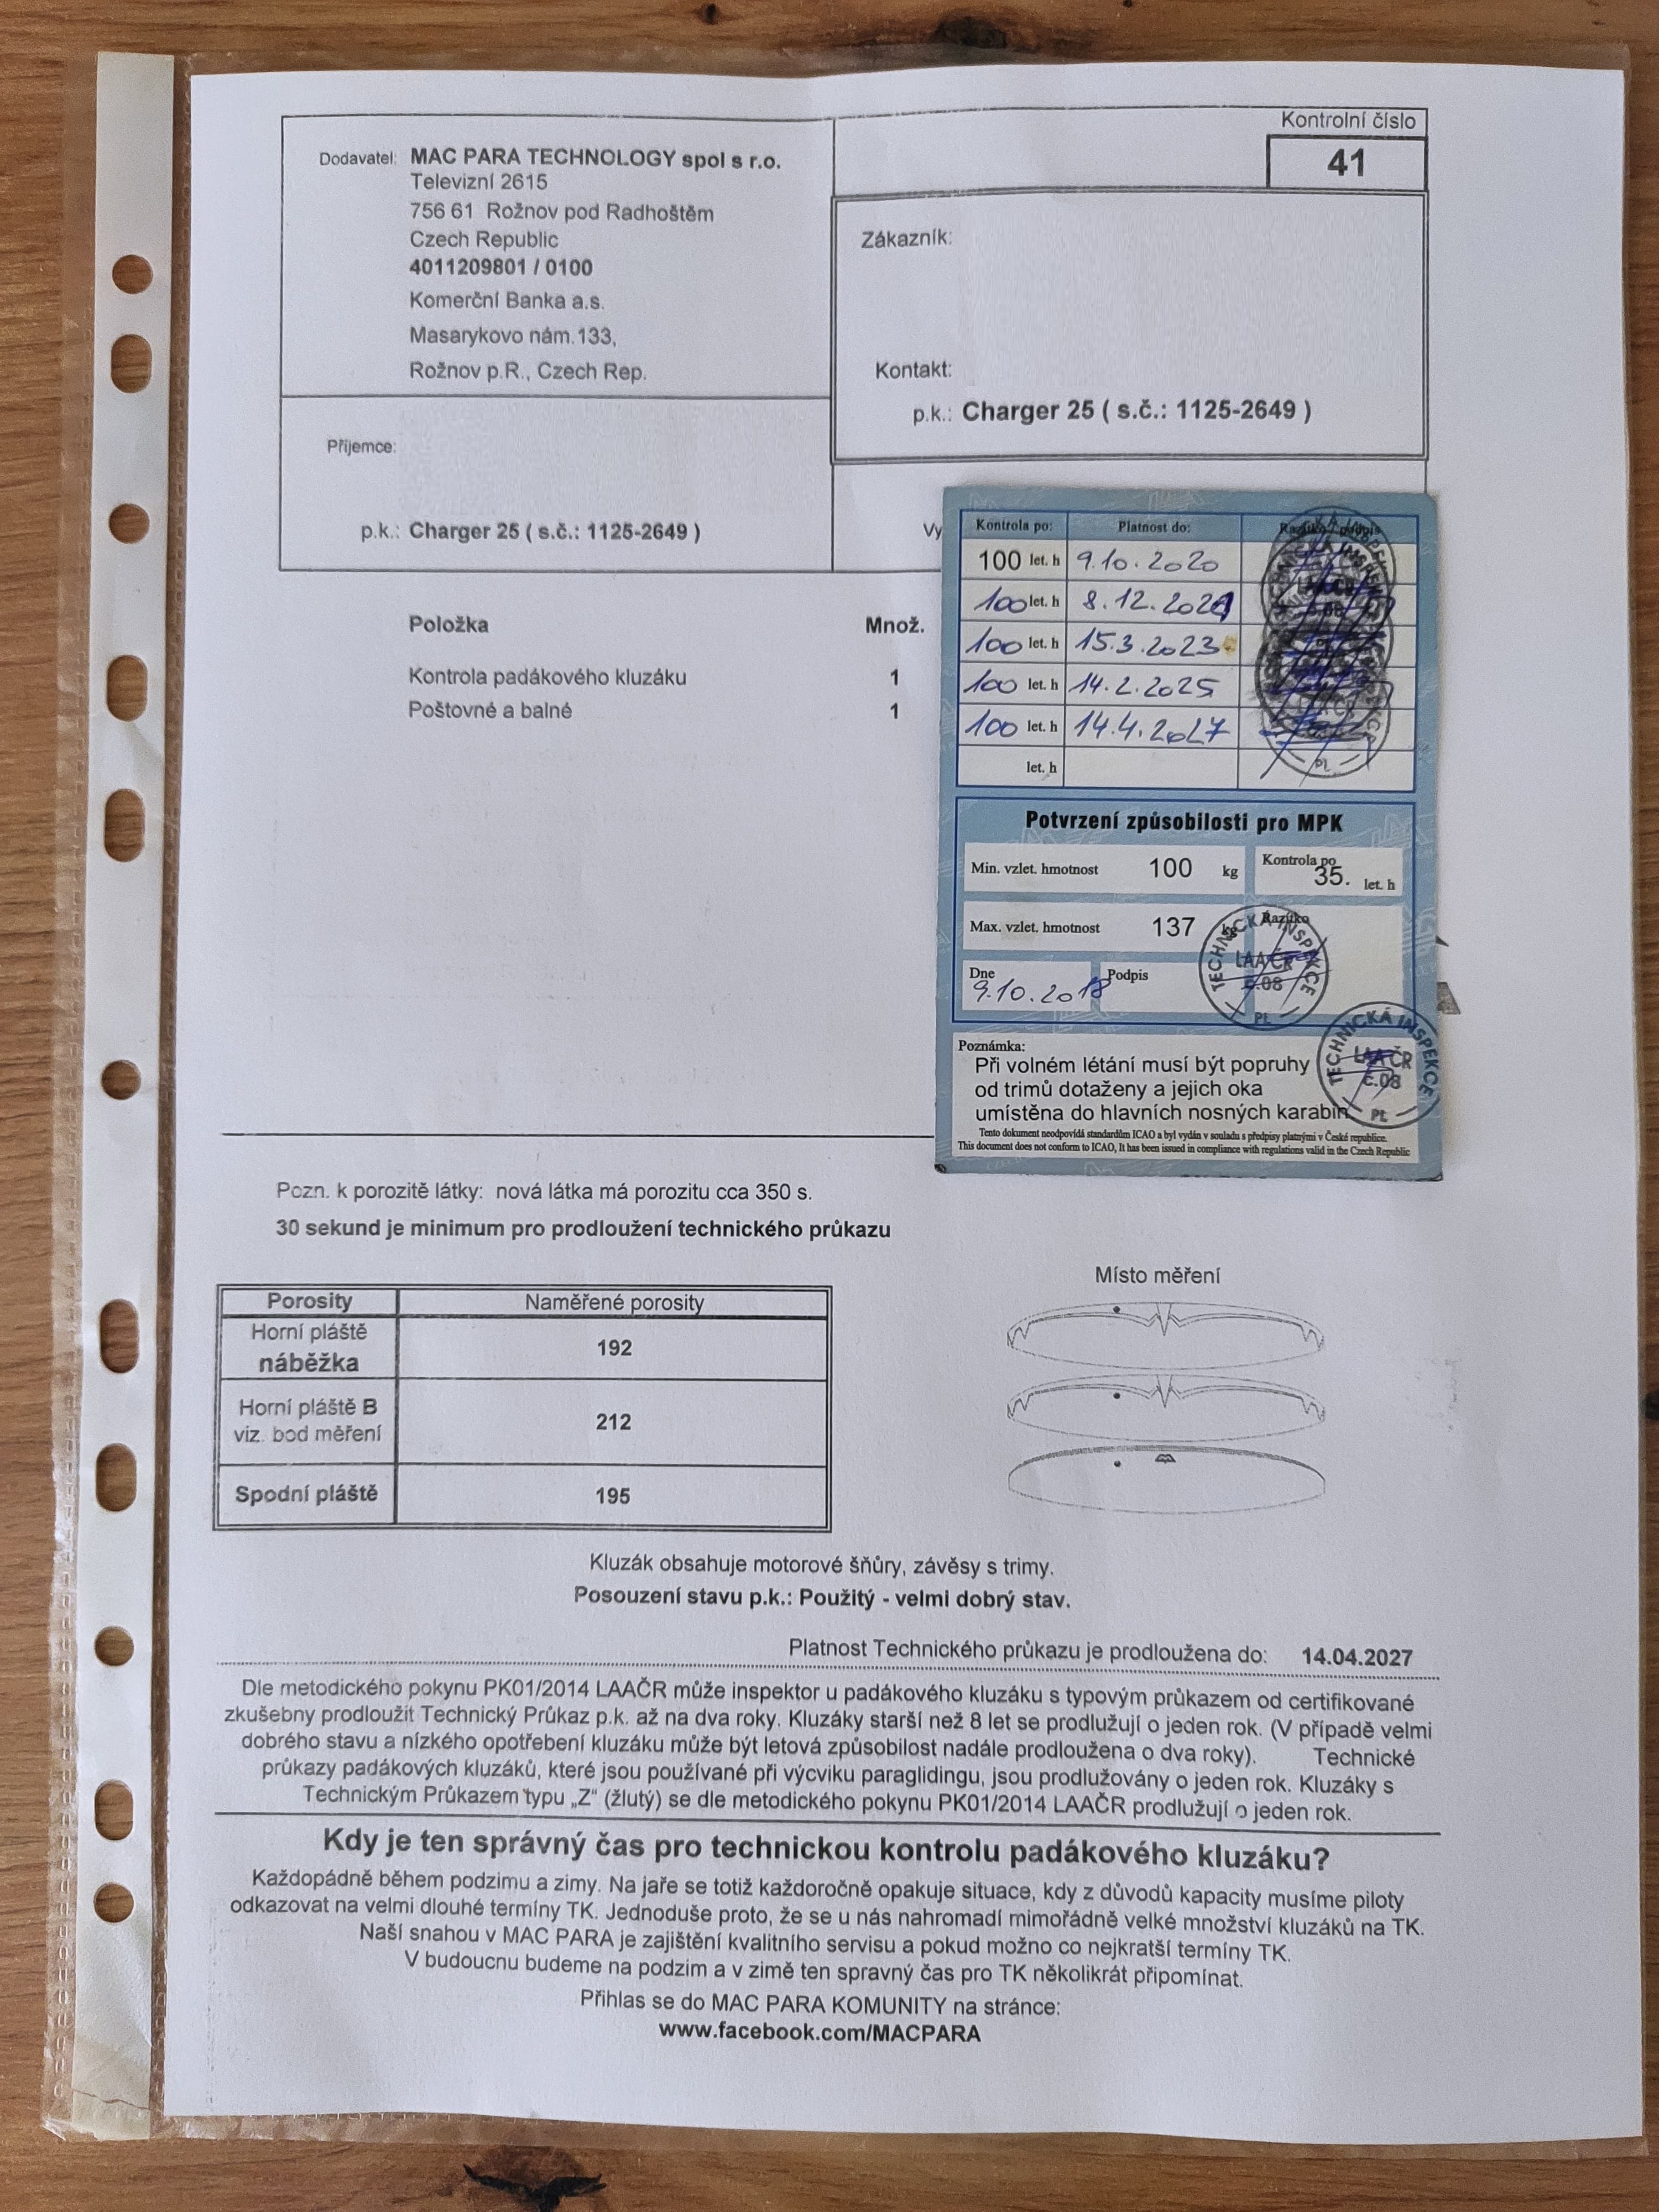 Kontrolní číslo
41
Dodavatel: MAC PARA TECHNOLOGY spol s r.o.
Televizní 2615
756 61 Rožnov pod Radhoštěm
Czech Republic
4011209801 / 0100
Komerční Banka a.s.
Masarykovo nám.133,
Rožnov p.R., Czech Rep.
Zákazník:
Kontakt:
p.k.: Charger 25 ( s.č.: 1125-2649 )
Příjemce:
p.k.: Charger 25 ( s.č.: 1125-2649 )
Vy
Položka Množ.
Kontrola padákového kluzáku 1
Poštovné a balné 1
Kontrola po: Platnost do: Razítko / podpis
100 let. h 9.10.2020
100 let. h 8.12.2021
100 let. h 15.3.2023
100 let. h 14.2.2025
100 let. h 14.4.2027
let. h
PL
Potvrzení způsobilosti pro MPK
Min. vzlet. hmotnost 100 kg Kontrola po 35. let. h
Max. vzlet. hmotnost 137 kg Razítko
Dne 9.10.2018 Podpis
TECHNICKÁ INSPEKCE
LAAČR
č.08
PL
TECHNICKÁ INSPEKCE
LAAČR
č.08
PL
Poznámka:
Při volném létání musí být popruhy
od trimů dotaženy a jejich oka
umístěna do hlavních nosných karabin.
Tento dokument neodpovídá standardům ICAO a byl vydán v souladu s předpisy platnými v České republice.
This document does not conform to ICAO, It has been issued in compliance with regulations valid in the Czech Republic
Pozn. k porozitě látky: nová látka má porozitu cca 350 s.
30 sekund je minimum pro prodloužení technického průkazu
Místo měření
Porosity Naměřené porosity
Horní pláště
náběžka 192
Horní pláště B
viz. bod měření 212
Spodní pláště 195
Kluzák obsahuje motorové šňůry, závěsy s trimy.
Posouzení stavu p.k.: Použitý - velmi dobrý stav.
Platnost Technického průkazu je prodloužena do: 14.04.2027
Dle metodického pokynu PK01/2014 LAAČR může inspektor u padákového kluzáku s typovým průkazem od certifikované
zkušebny prodloužit Technický Průkaz p.k. až na dva roky. Kluzáky starší než 8 let se prodlužují o jeden rok. (V případě velmi
dobrého stavu a nízkého opotřebení kluzáku může být letová způsobilost nadále prodloužena o dva roky). Technické
průkazy padákových kluzáků, které jsou používané při výcviku paraglidingu, jsou prodlužovány o jeden rok. Kluzáky s
Technickým Průkazem typu „Z“ (žlutý) se dle metodického pokynu PK01/2014 LAAČR prodlužují o jeden rok.
Kdy je ten správný čas pro technickou kontrolu padákového kluzáku?
Každopádně během podzimu a zimy. Na jaře se totiž každoročně opakuje situace, kdy z důvodů kapacity musíme piloty
odkazovat na velmi dlouhé termíny TK. Jednoduše proto, že se u nás nahromadí mimořádně velké množství kluzáků na TK.
Naší snahou v MAC PARA je zajištění kvalitního servisu a pokud možno co nejkratší termíny TK.
V budoucnu budeme na podzim a v zimě ten spravný čas pro TK několikrát připomínat.
Přihlas se do MAC PARA KOMUNITY na stránce:
www.facebook.com/MACPARA